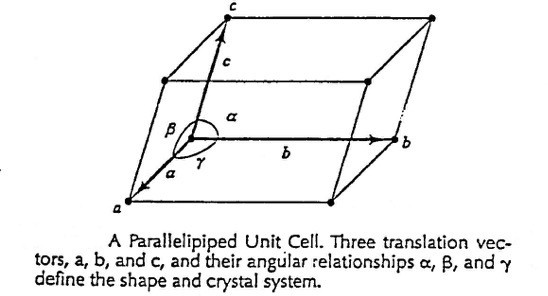 c
c
α
β
b
b
a
γ
a
A Parallelipiped Unit Cell. Three translation vec-
tors, a, b, and c, and their angular relationships α, β, and γ
define the shape and crystal system.